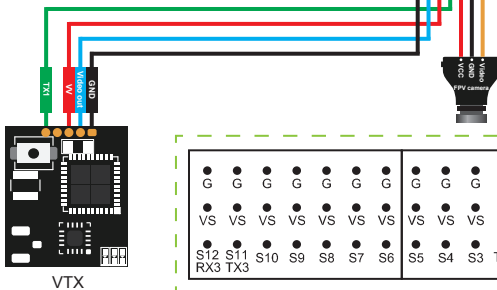 TX1
VV
Video out
GND
VCC
GND
Video
FPV camera
VTX
G G G G G G G G G G
VS VS VS VS VS VS VS VS VS VS
S12 S11 S10 S9 S8 S7 S6 S5 S4 S3
RX3 TX3